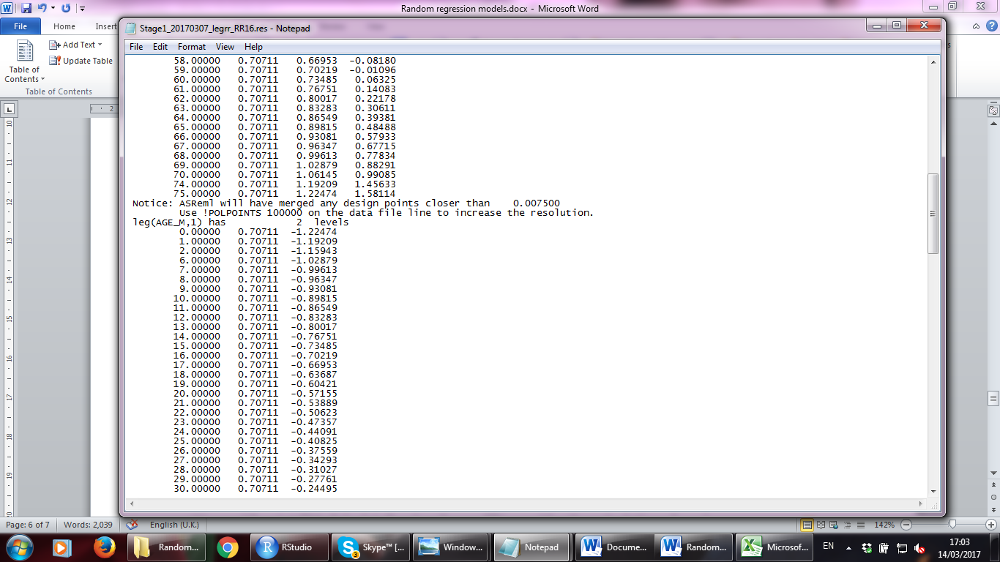 Random regression models.docx - Microsoft Word
File Home Insert
Add Text
Update Table
Table of Contents
Table of Contents
Stage1_20170307_legrr_RR16.res - Notepad
File Edit Format View Help
58.00000 0.70711 0.66953 -0.08180
59.00000 0.70711 0.70219 -0.01096
60.00000 0.70711 0.73485 0.06325
61.00000 0.70711 0.76751 0.14083
62.00000 0.70711 0.80017 0.22178
63.00000 0.70711 0.83283 0.30611
64.00000 0.70711 0.86549 0.39381
65.00000 0.70711 0.89815 0.48488
66.00000 0.70711 0.93081 0.57933
67.00000 0.70711 0.96347 0.67715
68.00000 0.70711 0.99613 0.77834
69.00000 0.70711 1.02879 0.88291
70.00000 0.70711 1.06145 0.99085
74.00000 0.70711 1.19209 1.45633
75.00000 0.70711 1.22474 1.58114
Notice: ASReml will have merged any design points closer than 0.007500
Use !POLPOINTS 100000 on the data file line to increase the resolution.
leg(AGE_M,1) has 2 levels
0.00000 0.70711 -1.22474
1.00000 0.70711 -1.19209
2.00000 0.70711 -1.15943
6.00000 0.70711 -1.02879
7.00000 0.70711 -0.99613
8.00000 0.70711 -0.96347
9.00000 0.70711 -0.93081
10.00000 0.70711 -0.89815
11.00000 0.70711 -0.86549
12.00000 0.70711 -0.83283
13.00000 0.70711 -0.80017
14.00000 0.70711 -0.76751
15.00000 0.70711 -0.73485
16.00000 0.70711 -0.70219
17.00000 0.70711 -0.66953
18.00000 0.70711 -0.63687
19.00000 0.70711 -0.60421
20.00000 0.70711 -0.57155
21.00000 0.70711 -0.53889
22.00000 0.70711 -0.50623
23.00000 0.70711 -0.47357
24.00000 0.70711 -0.44091
25.00000 0.70711 -0.40825
26.00000 0.70711 -0.37559
27.00000 0.70711 -0.34293
28.00000 0.70711 -0.31027
29.00000 0.70711 -0.27761
30.00000 0.70711 -0.24495
Page: 6 of 7 Words: 2,039 English (U.K.) 142%
Random... RStudio Skype™ [... Window... Notepad Docume... Random... Microsof... EN 17:03
14/03/2017